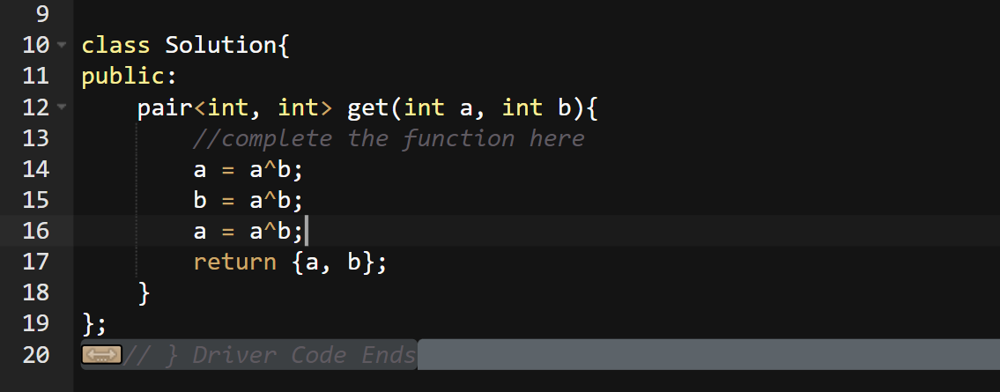 9
10 class Solution{
11 public:
12     pair<int, int> get(int a, int b){
13         //complete the function here
14         a = a^b;
15         b = a^b;
16         a = a^b;
17         return {a, b};
18     }
19 };
20 // } Driver Code Ends